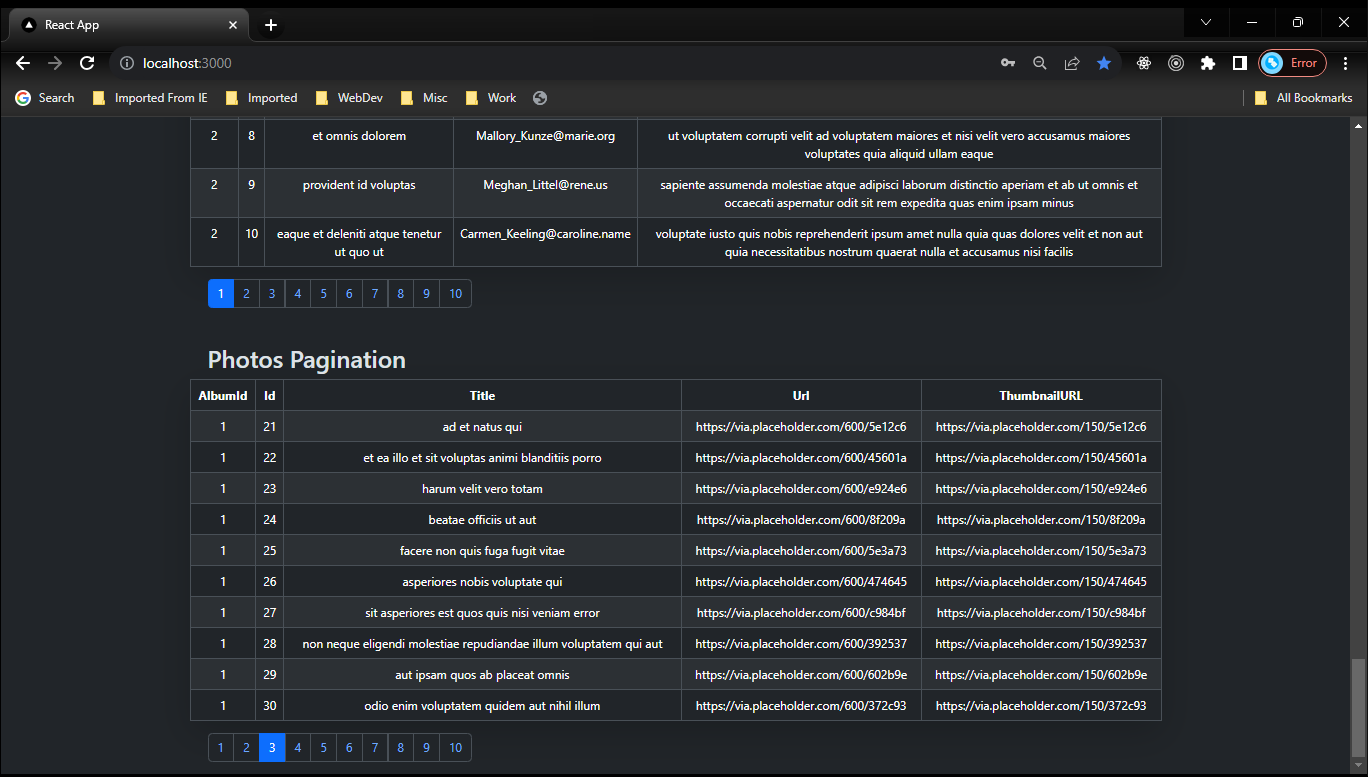 React App
localhost:3000
Error
Search Imported From IE Imported WebDev Misc Work All Bookmarks
2 8 et omnis dolorem Mallory_Kunze@marie.org ut voluptatem corrupti velit ad voluptatem maiores et nisi velit vero accusamus maiores
voluptates quia aliquid ullam eaque
2 9 provident id voluptas Meghan_Littel@rene.us sapiente assumenda molestiae atque adipisci laborum distinctio aperiam et ab ut omnis et
occaecati aspernatur odit sit rem expedita quas enim ipsam minus
2 10 eaque et deleniti atque tenetur Carmen_Keeling@caroline.name voluptate iusto quis nobis reprehenderit ipsum amet nulla quia quas dolores velit et non aut
ut quo ut quia necessitatibus nostrum quaerat nulla et accusamus nisi facilis
1 2 3 4 5 6 7 8 9 10
Photos Pagination
AlbumId Id Title Url ThumbnailURL
1 21 ad et natus qui https://via.placeholder.com/600/5e12c6 https://via.placeholder.com/150/5e12c6
1 22 et ea illo et sit voluptas animi blanditiis porro https://via.placeholder.com/600/45601a https://via.placeholder.com/150/45601a
1 23 harum velit vero totam https://via.placeholder.com/600/e924e6 https://via.placeholder.com/150/e924e6
1 24 beatae officiis ut aut https://via.placeholder.com/600/8f209a https://via.placeholder.com/150/8f209a
1 25 facere non quis fuga fugit vitae https://via.placeholder.com/600/5e3a73 https://via.placeholder.com/150/5e3a73
1 26 asperiores nobis voluptate qui https://via.placeholder.com/600/474645 https://via.placeholder.com/150/474645
1 27 sit asperiores est quos quis nisi veniam error https://via.placeholder.com/600/c984bf https://via.placeholder.com/150/c984bf
1 28 non neque eligendi molestiae repudiandae illum voluptatem qui aut https://via.placeholder.com/600/392537 https://via.placeholder.com/150/392537
1 29 aut ipsam quos ab placeat omnis https://via.placeholder.com/600/602b9e https://via.placeholder.com/150/602b9e
1 30 odio enim voluptatem quidem aut nihil illum https://via.placeholder.com/600/372c93 https://via.placeholder.com/150/372c93
1 2 3 4 5 6 7 8 9 10